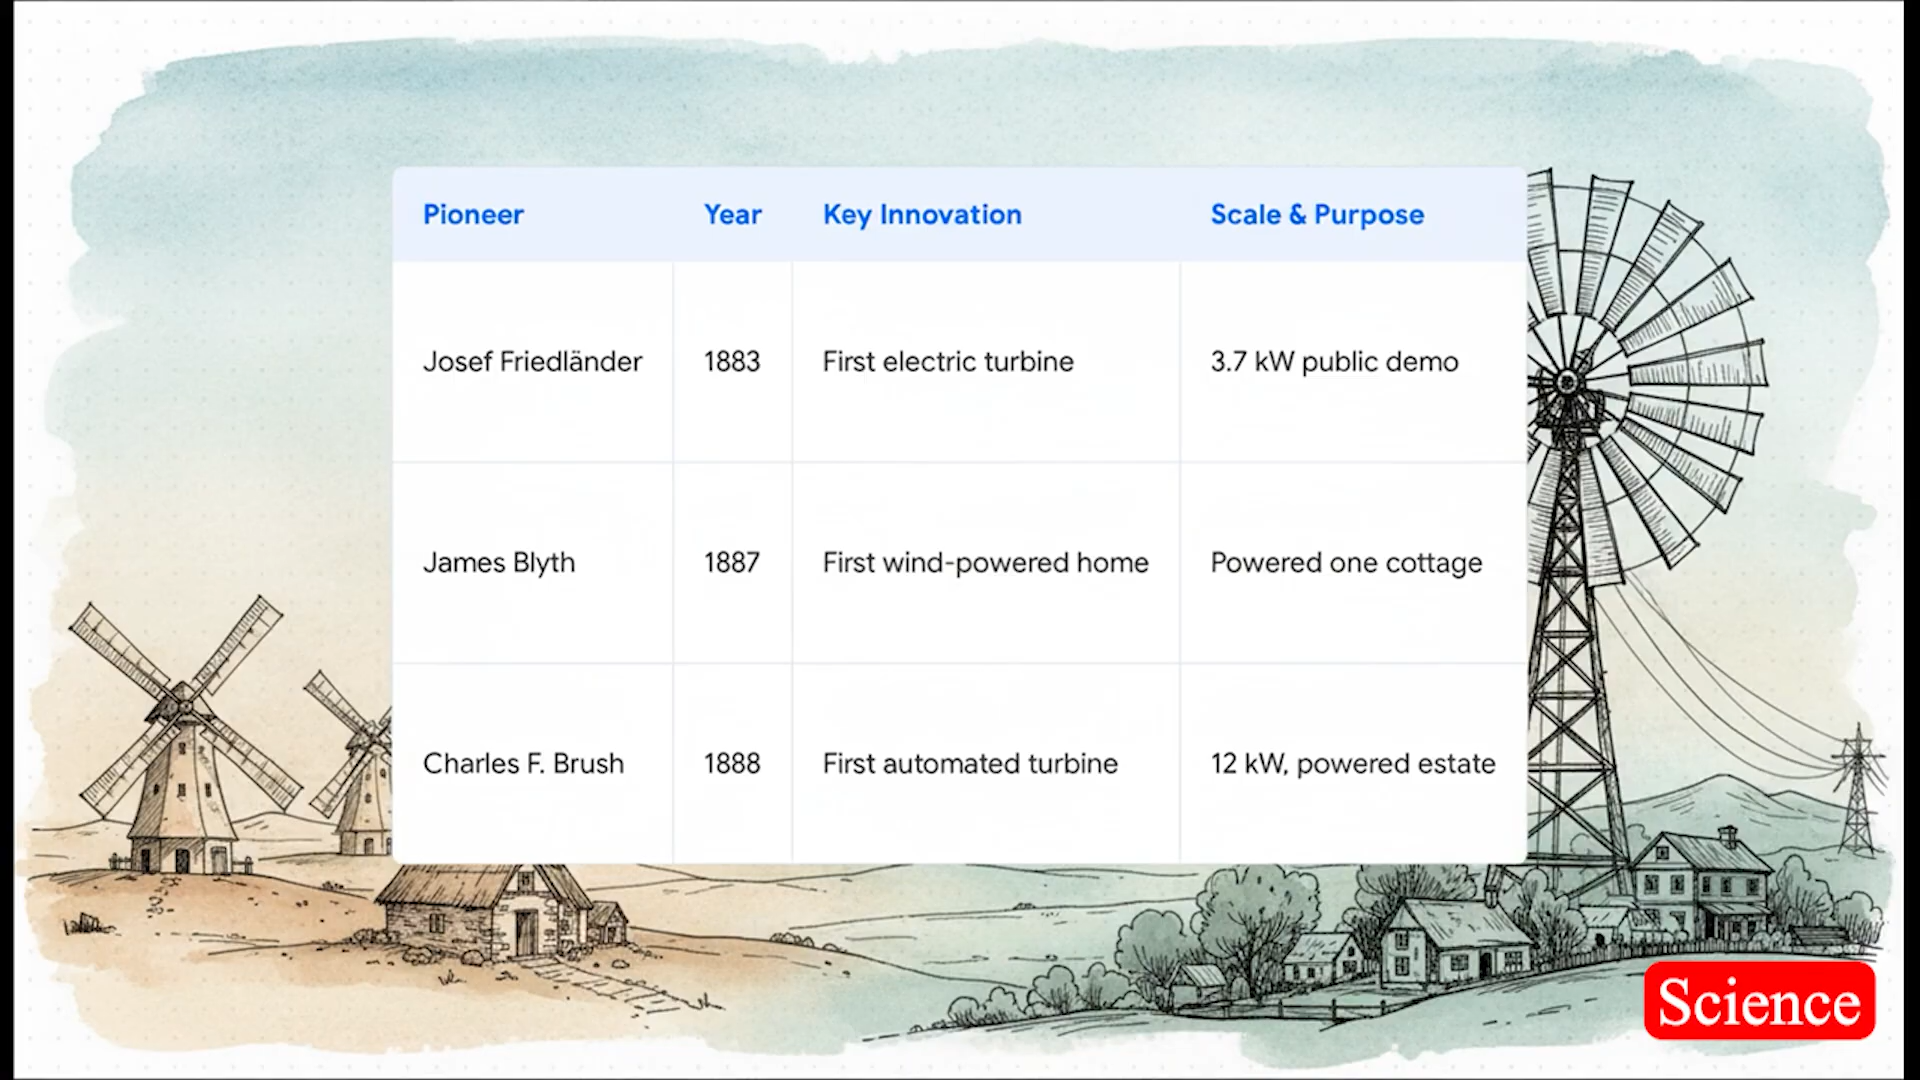 Pioneer Year Key Innovation Scale & Purpose
Josef Friedländer 1883 First electric turbine 3.7 kW public demo
James Blyth 1887 First wind-powered home Powered one cottage
Charles F. Brush 1888 First automated turbine 12 kW, powered estate
Science